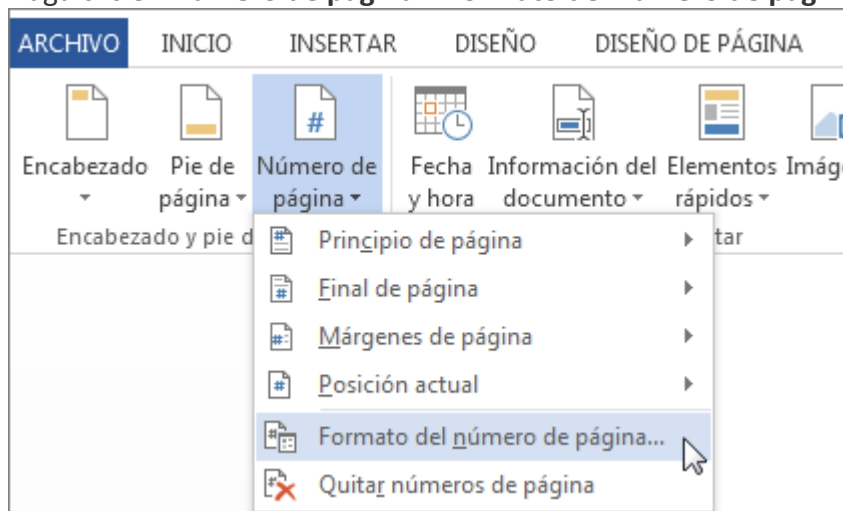 ARCHIVO INICIO INSERTAR DISEÑO DISEÑO DE PÁGINA
Encabezado Pie de página Número de página Fecha y hora Información del documento Elementos rápidos
Encabezado y pie d
Principio de página
Final de página
Márgenes de página
Posición actual
Formato del número de página...
Quitar números de página